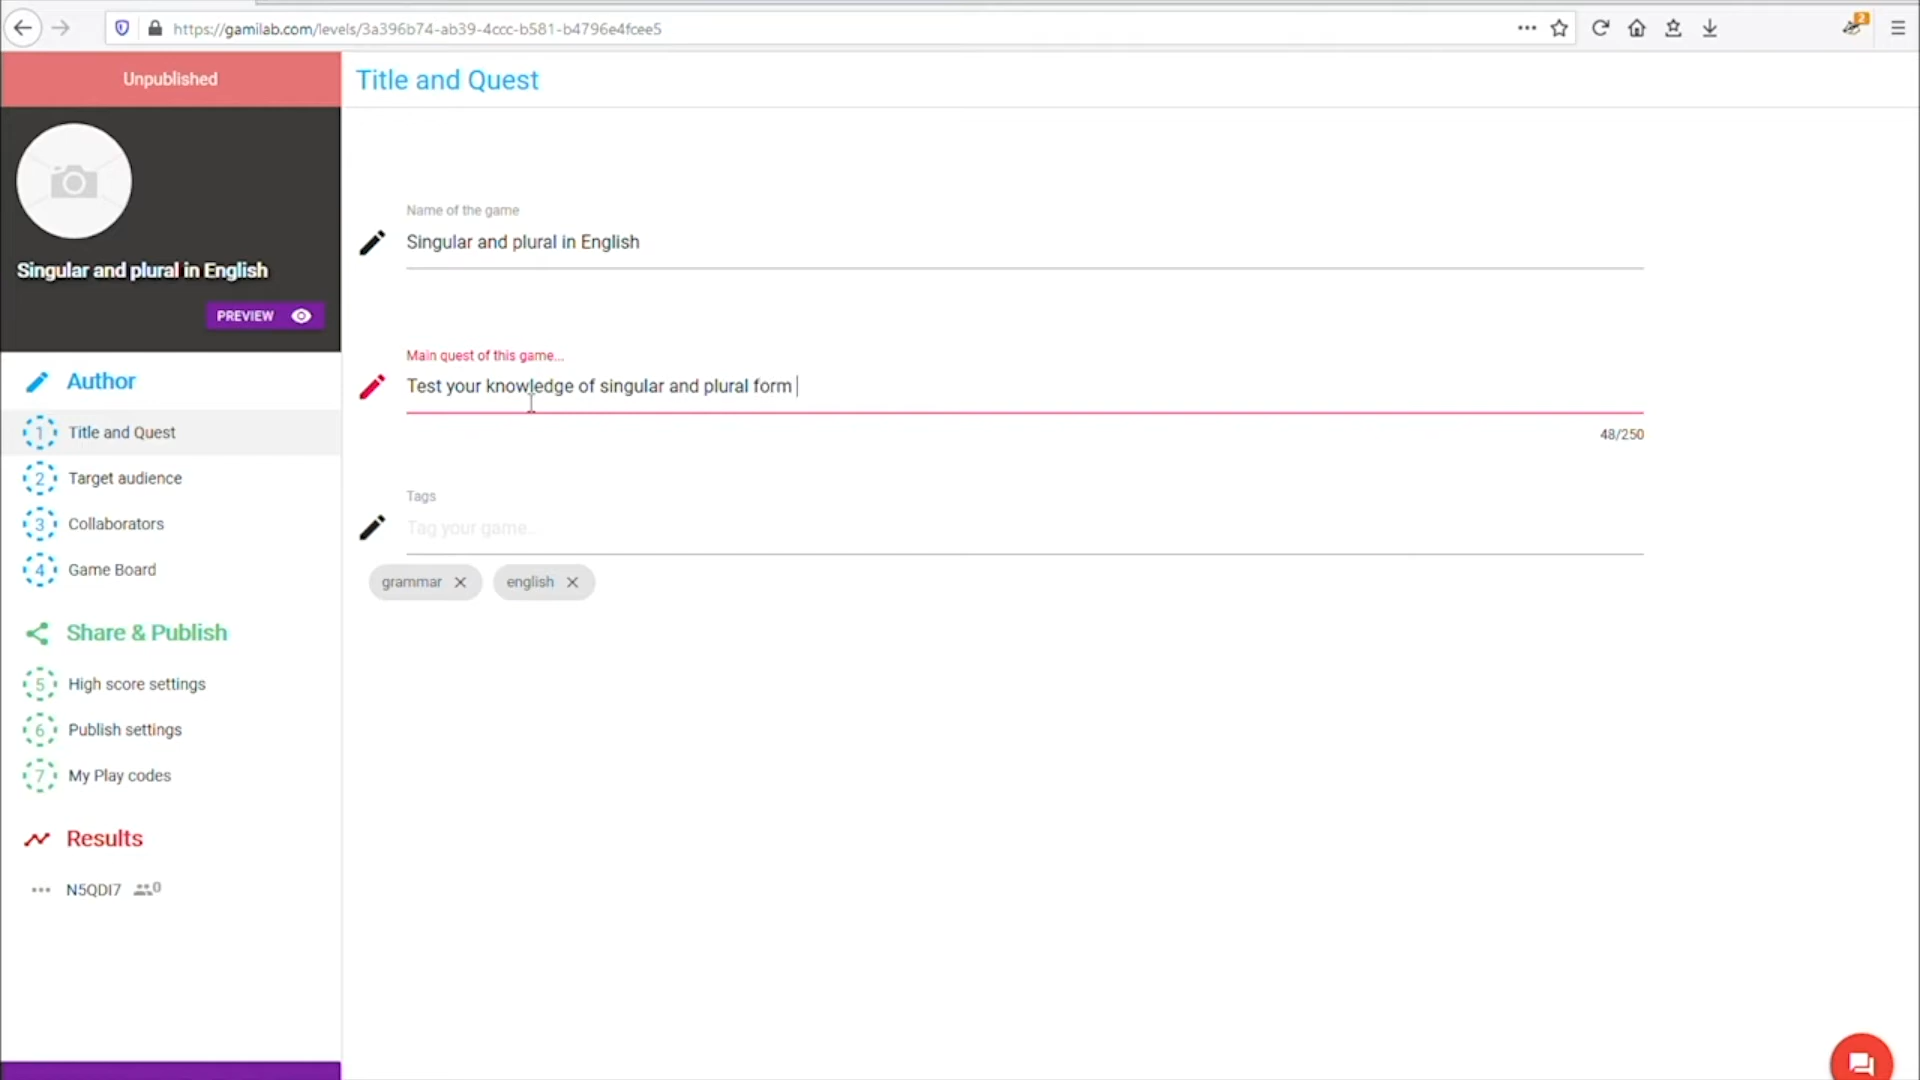 https://gamilab.com/levels/3a396b74-ab39-4ccc-b581-b4796e4fcee5
2
Unpublished
Title and Quest
Singular and plural in English
PREVIEW
Name of the game
Singular and plural in English
Main quest of this game...
Test your knowledge of singular and plural form
48/250
Tags
Tag your game...
grammar
english
Author
1 Title and Quest
2 Target audience
3 Collaborators
4 Game Board
Share & Publish
5 High score settings
6 Publish settings
7 My Play codes
Results
N5QDI7 0